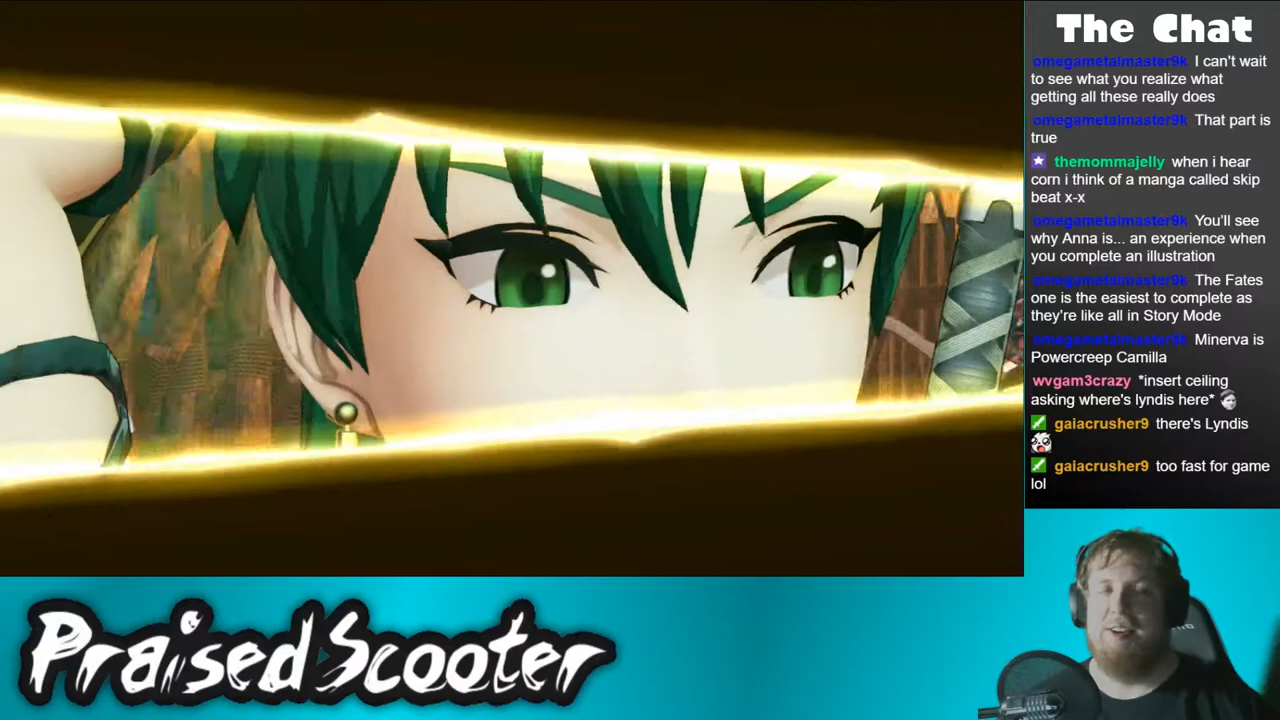 The Chat
omegametalmaster9k I can't wait
to see what you realize what
getting all these really does
omegametalmaster9k That part is
true
themommajelly when i hear
corn i think of a manga called skip
beat x-x
omegametalmaster9k You'll see
why Anna is... an experience when
you complete an illustration
omegametalmaster9k The Fates
one is the easiest to complete as
they're like all in Story Mode
omegametalmaster9k Minerva is
Powercreep Camilla
wvgam3crazy *insert ceiling
asking where's lyndis here*
gaiacrusher9 there's Lyndis
gaiacrusher9 too fast for game
lol
PraisedScooter